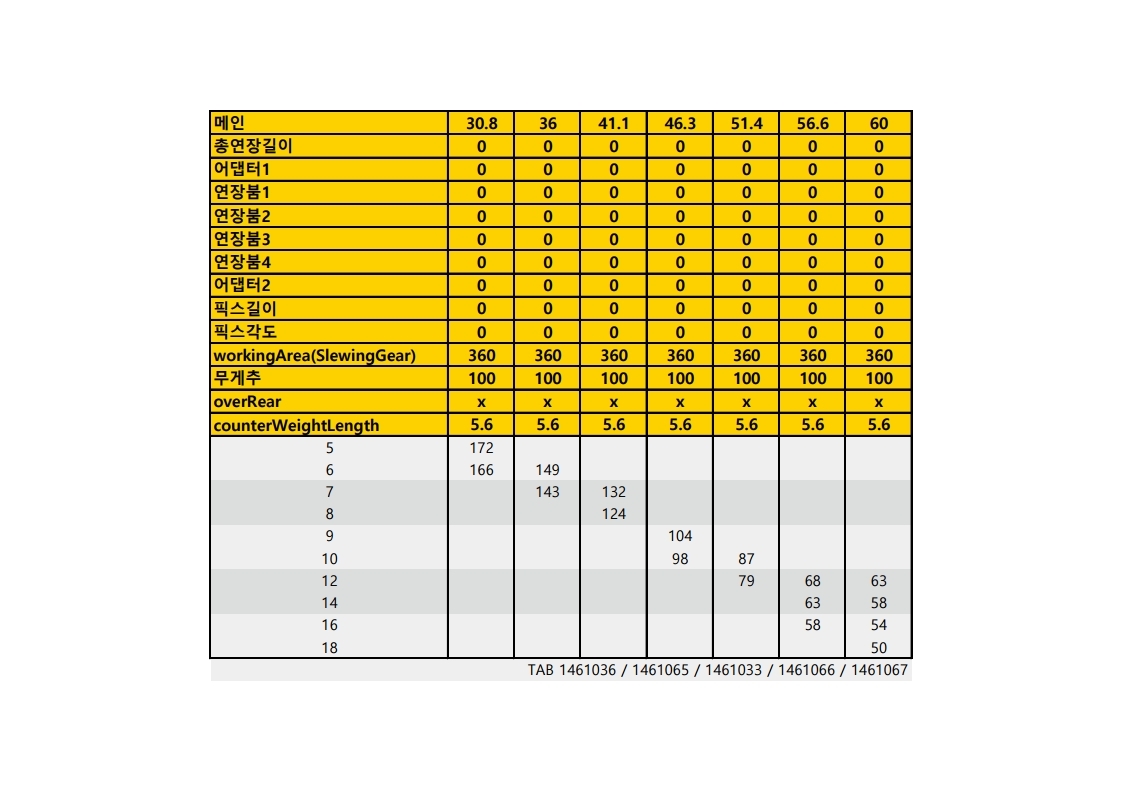 메인 30.8 36 41.1 46.3 51.4 56.6 60
총연장길이 0 0 0 0 0 0 0
어댑터1 0 0 0 0 0 0 0
연장붐1 0 0 0 0 0 0 0
연장붐2 0 0 0 0 0 0 0
연장붐3 0 0 0 0 0 0 0
연장붐4 0 0 0 0 0 0 0
어댑터2 0 0 0 0 0 0 0
픽스길이 0 0 0 0 0 0 0
픽스각도 0 0 0 0 0 0 0
workingArea(SlewingGear) 360 360 360 360 360 360 360
무게추 100 100 100 100 100 100 100
overRear x x x x x x x
counterWeightLength 5.6 5.6 5.6 5.6 5.6 5.6 5.6
5 172
6 166 149
7 143 132
8 124
9 104
10 98 87
12 79 68 63
14 63 58
16 58 54
18 50
TAB 1461036 / 1461065 / 1461033 / 1461066 / 1461067